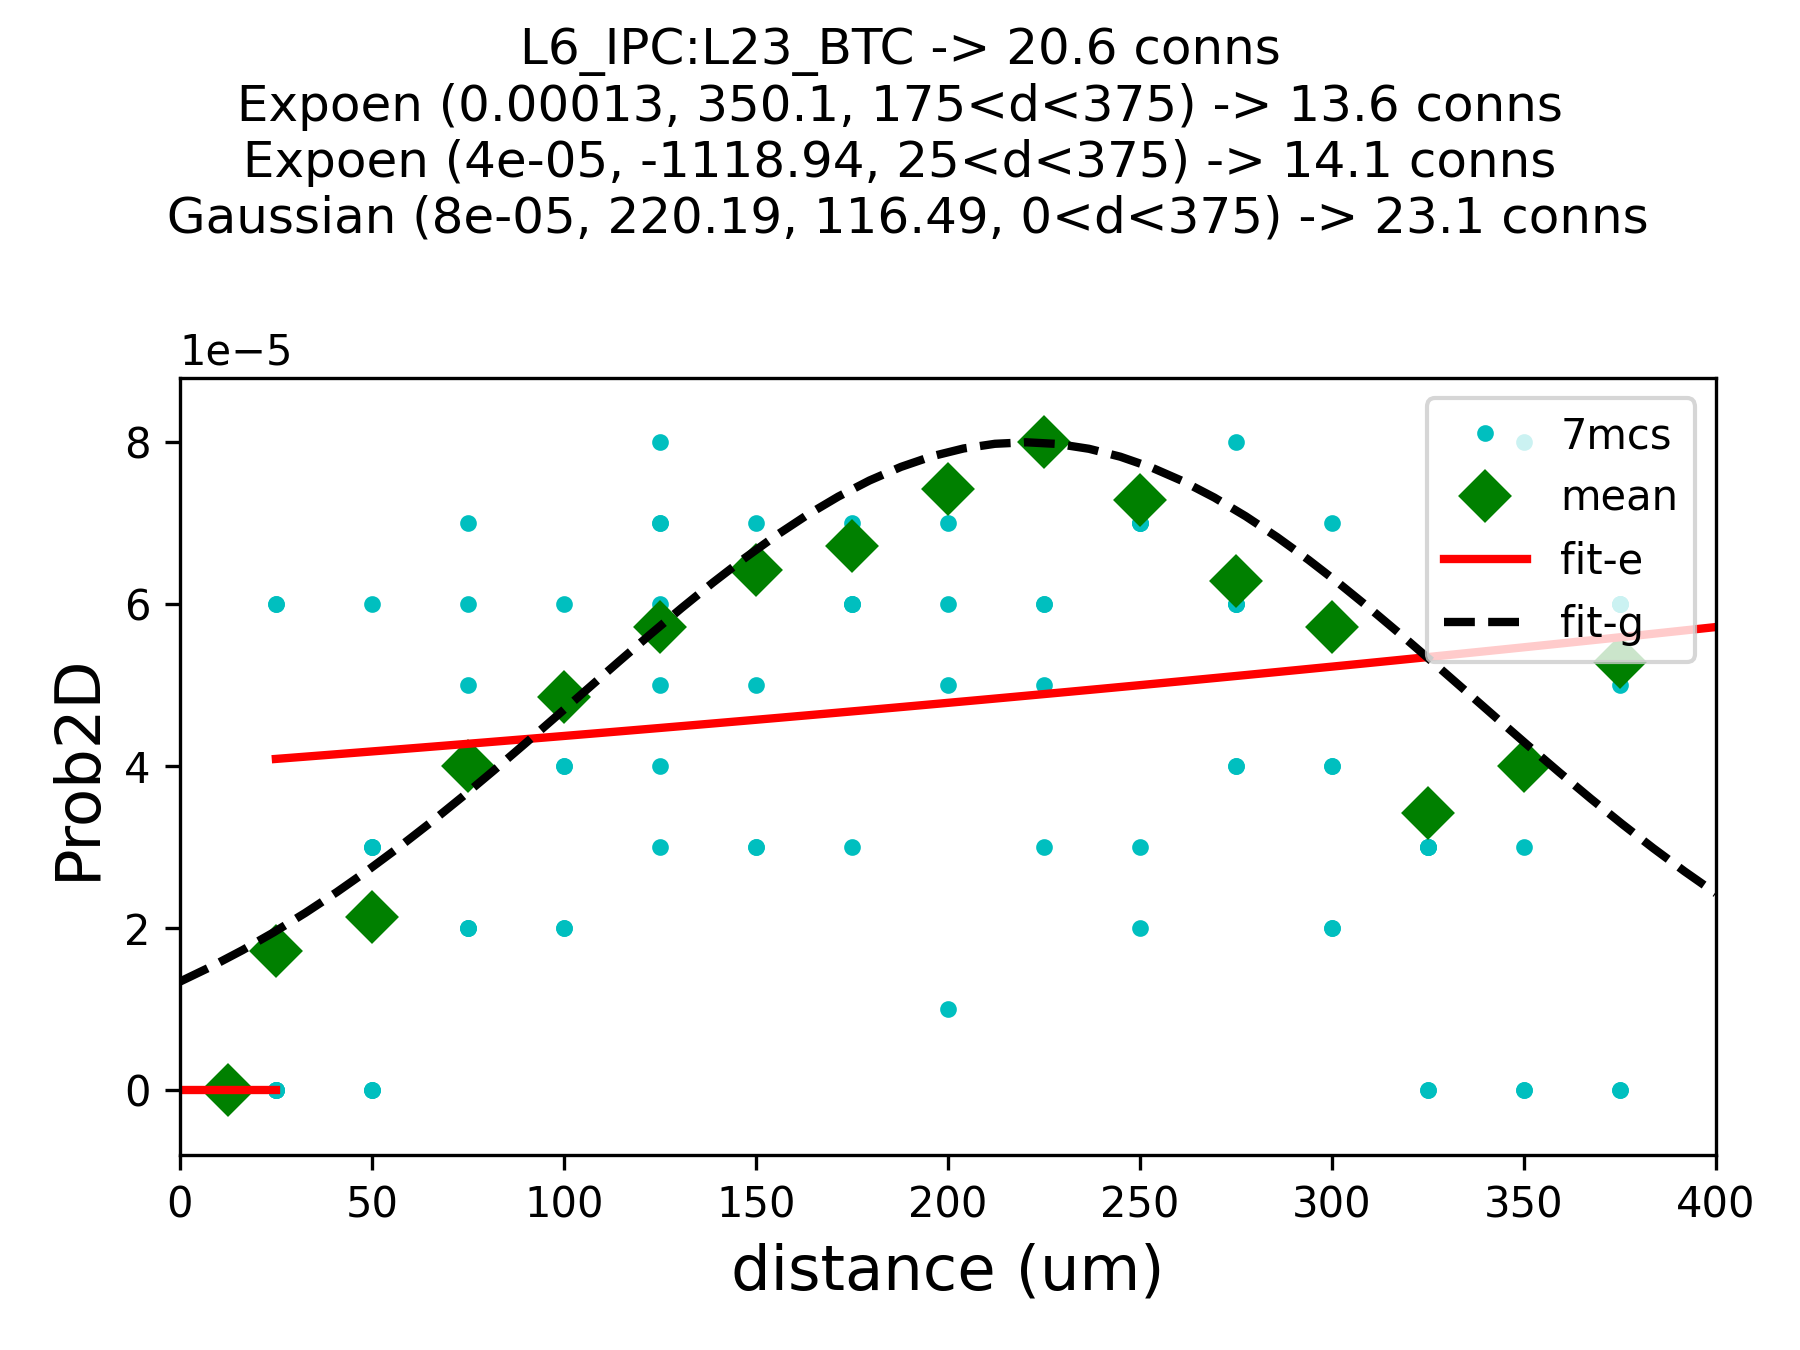 L6_IPC:L23_BTC -> 20.6 conns
Expoen (0.00013, 350.1, 175<d<375) -> 13.6 conns
Expoen (4e-05, -1118.94, 25<d<375) -> 14.1 conns
Gaussian (8e-05, 220.19, 116.49, 0<d<375) -> 23.1 conns
1e−5
8
6
4
2
0
Prob2D
7mcs
mean
fit-e
fit-g
0 50 100 150 200 250 300 350 400
distance (um)